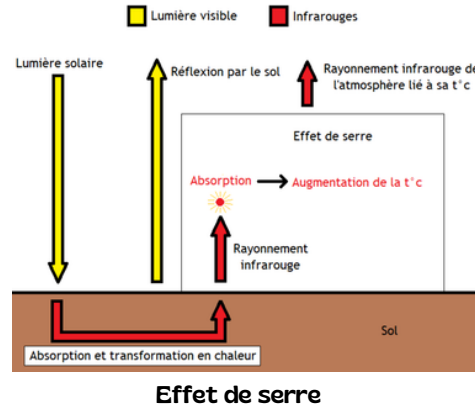 Lumière visible
Infrarouges
Lumière solaire
Réflexion par le sol
Rayonnement infrarouge de
l'atmosphère lié à sa t°c
Effet de serre
Absorption
Augmentation de la t°c
Rayonnement
infrarouge
Sol
Absorption et transformation en chaleur
Effet de serre